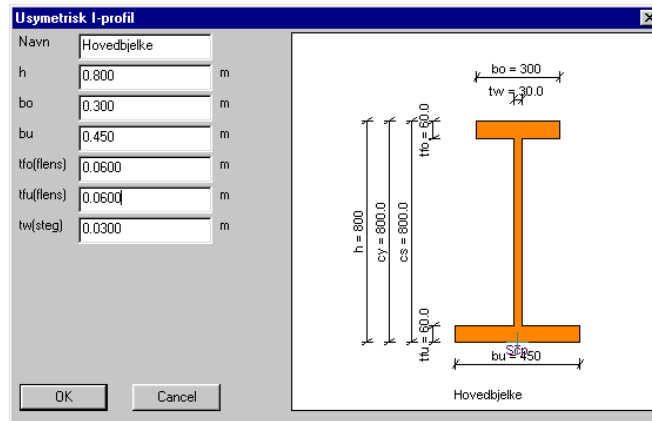 Usymetrisk I-profil
Navn Hovedbjelke
h 0.800 m
bo 0.300 m
bu 0.450 m
tfo(flens) 0.0600 m
tfu(flens) 0.0600 m
tw(steg) 0.0300 m
OK Cancel
bo = 300
tw = 30.0
tfo = 60.0
h = 800
cy = 800.0
cs = 800.0
tfu = 60.0
bu = 450
Hovedbjelke